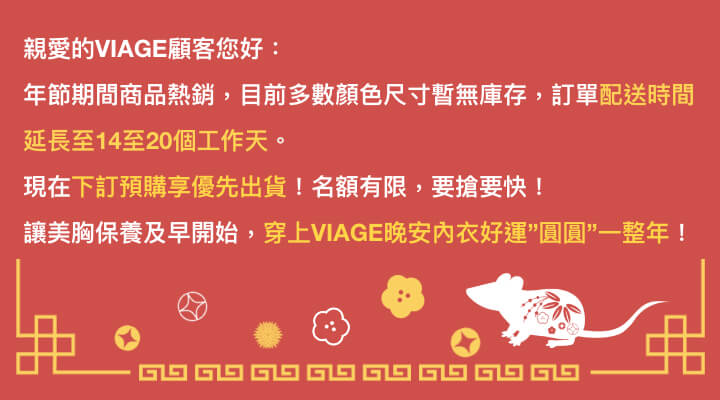 親愛的VIAGE顧客您好：
年節期間商品熱銷，目前多數顏色尺寸暫無庫存，訂單配送時間
延長至14至20個工作天。
現在下訂預購享優先出貨！名額有限，要搶要快！
讓美胸保養及早開始，穿上VIAGE晚安內衣好運”圓圓”一整年！